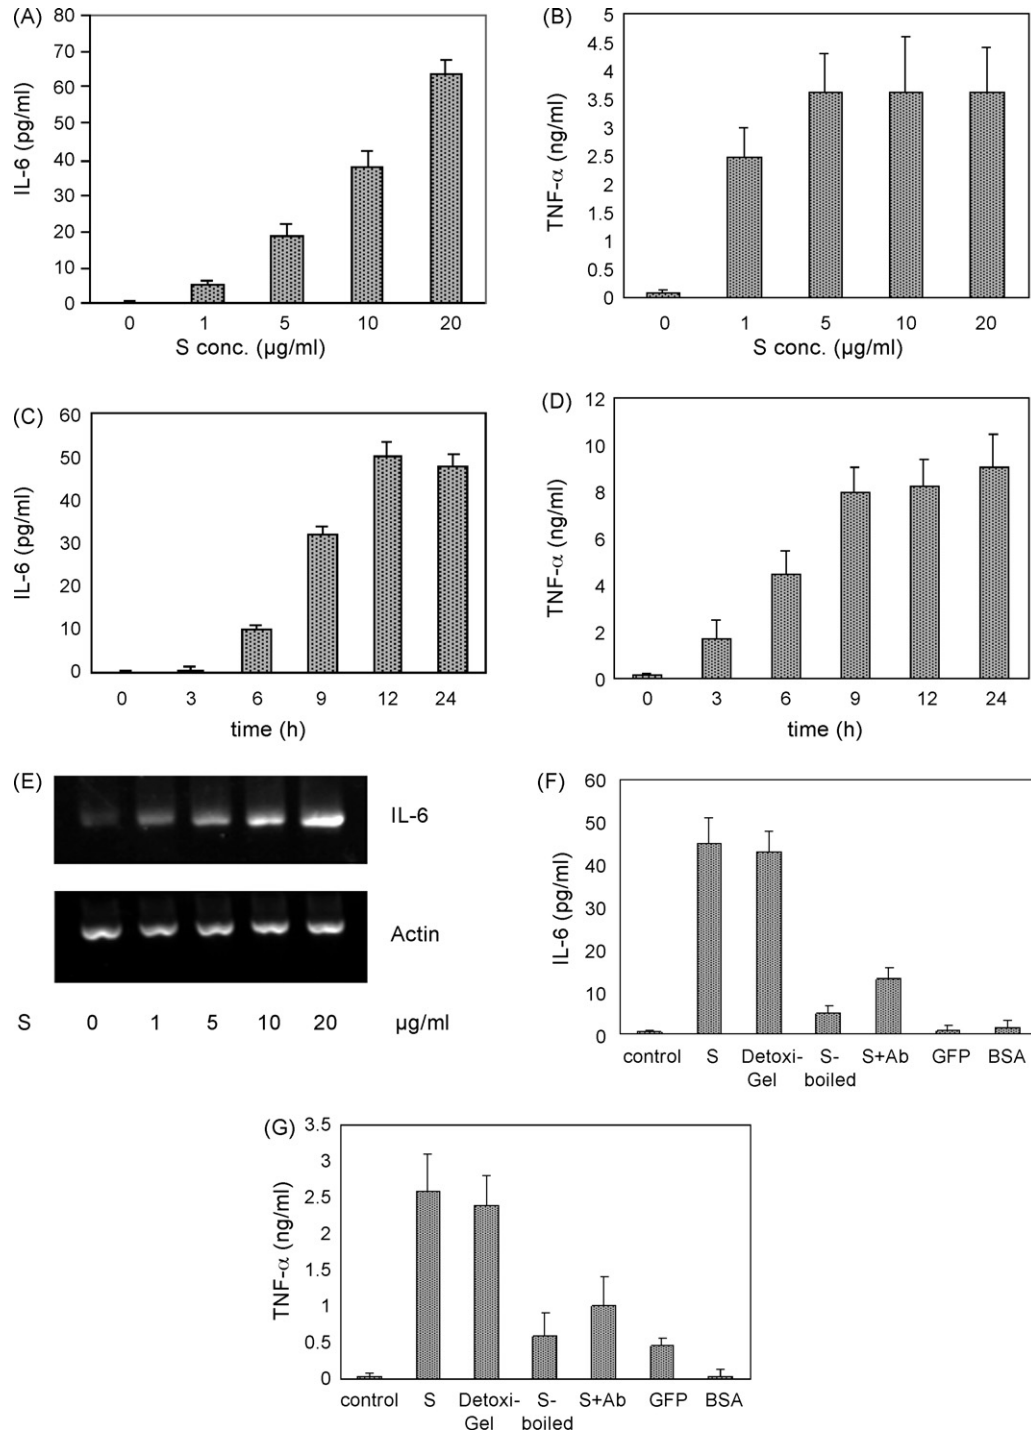 (A)
IL-6 (pg/ml)
80
70
60
50
40
30
20
10
0
0 1 5 10 20
S conc. (µg/ml)
(B)
TNF-α (ng/ml)
5
4.5
4
3.5
3
2.5
2
1.5
1
0.5
0
0 1 5 10 20
S conc. (µg/ml)
(C)
IL-6 (pg/ml)
60
50
40
30
20
10
0
0 3 6 9 12 24
time (h)
(D)
TNF-α (ng/ml)
12
10
8
6
4
2
0
0 3 6 9 12 24
time (h)
(E)
IL-6
Actin
S 0 1 5 10 20 µg/ml
(F)
IL-6 (pg/ml)
60
50
40
30
20
10
0
control S Detoxi- S- S+Ab GFP BSA
Gel boiled
(G)
TNF-α (ng/ml)
3.5
3
2.5
2
1.5
1
0.5
0
control S Detoxi- S- S+Ab GFP BSA
Gel boiled